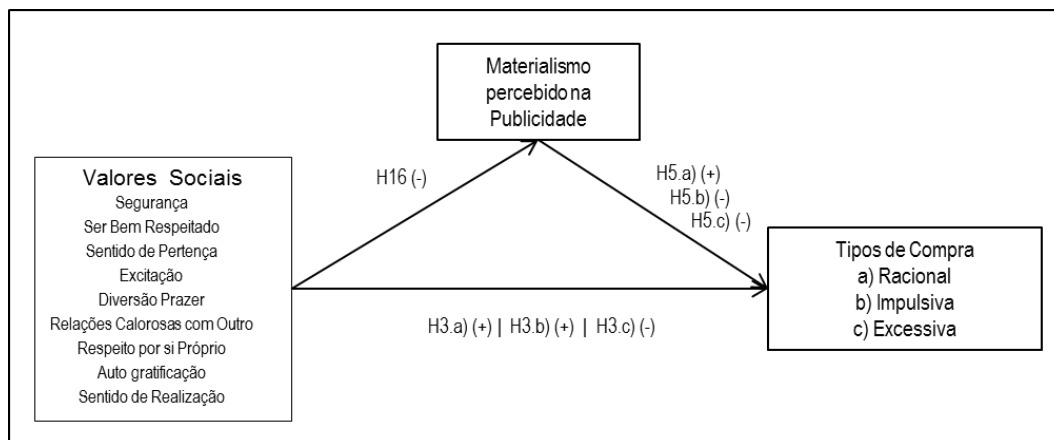 Materialismo
percebido na
Publicidade
H16 (-)
H5.a) (+)
H5.b) (-)
H5.c) (-)
Valores Sociais
Segurança
Ser Bem Respeitado
Sentido de Pertença
Excitação
Diversão Prazer
Relações Calorosas com Outro
Respeito por si Próprio
Auto gratificação
Sentido de Realização
Tipos de Compra
a) Racional
b) Impulsiva
c) Excessiva
H3.a) (+) | H3.b) (+) | H3.c) (-)